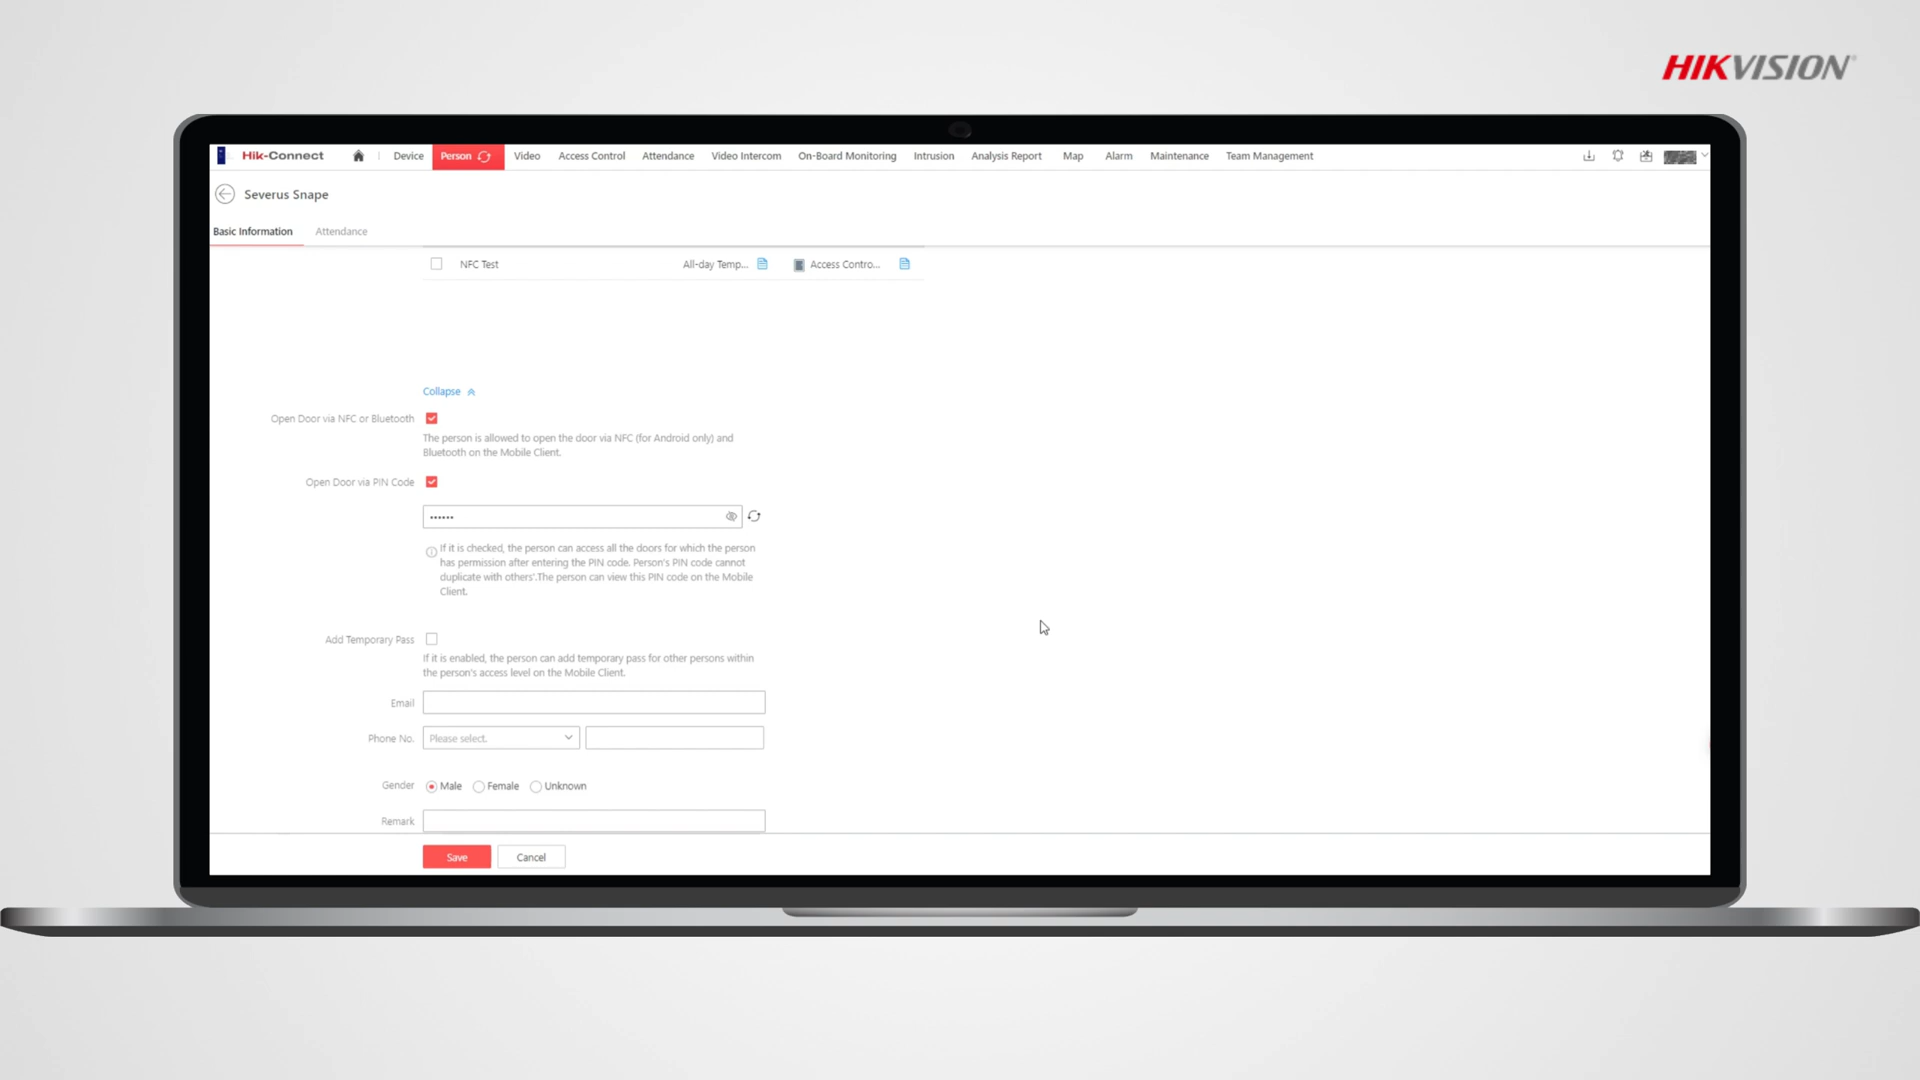 HIKVISION
Hik-Connect
Device
Person
Video
Access Control
Attendance
Video Intercom
On-Board Monitoring
Intrusion
Analysis Report
Map
Alarm
Maintenance
Team Management
Severus Snape
Basic Information
Attendance
NFC Test
All-day Temp...
Access Contro...
Collapse
Open Door via NFC or Bluetooth
The person is allowed to open the door via NFC (for Android only) and
Bluetooth on the Mobile Client.
Open Door via PIN Code
••••••
If it is checked, the person can access all the doors for which the person
has permission after entering the PIN code. Person's PIN code cannot
duplicate with others'.The person can view this PIN code on the Mobile
Client.
Add Temporary Pass
If it is enabled, the person can add temporary pass for other persons within
the person's access level on the Mobile Client.
Email
Phone No.
Please select.
Gender
Male
Female
Unknown
Remark
Save
Cancel